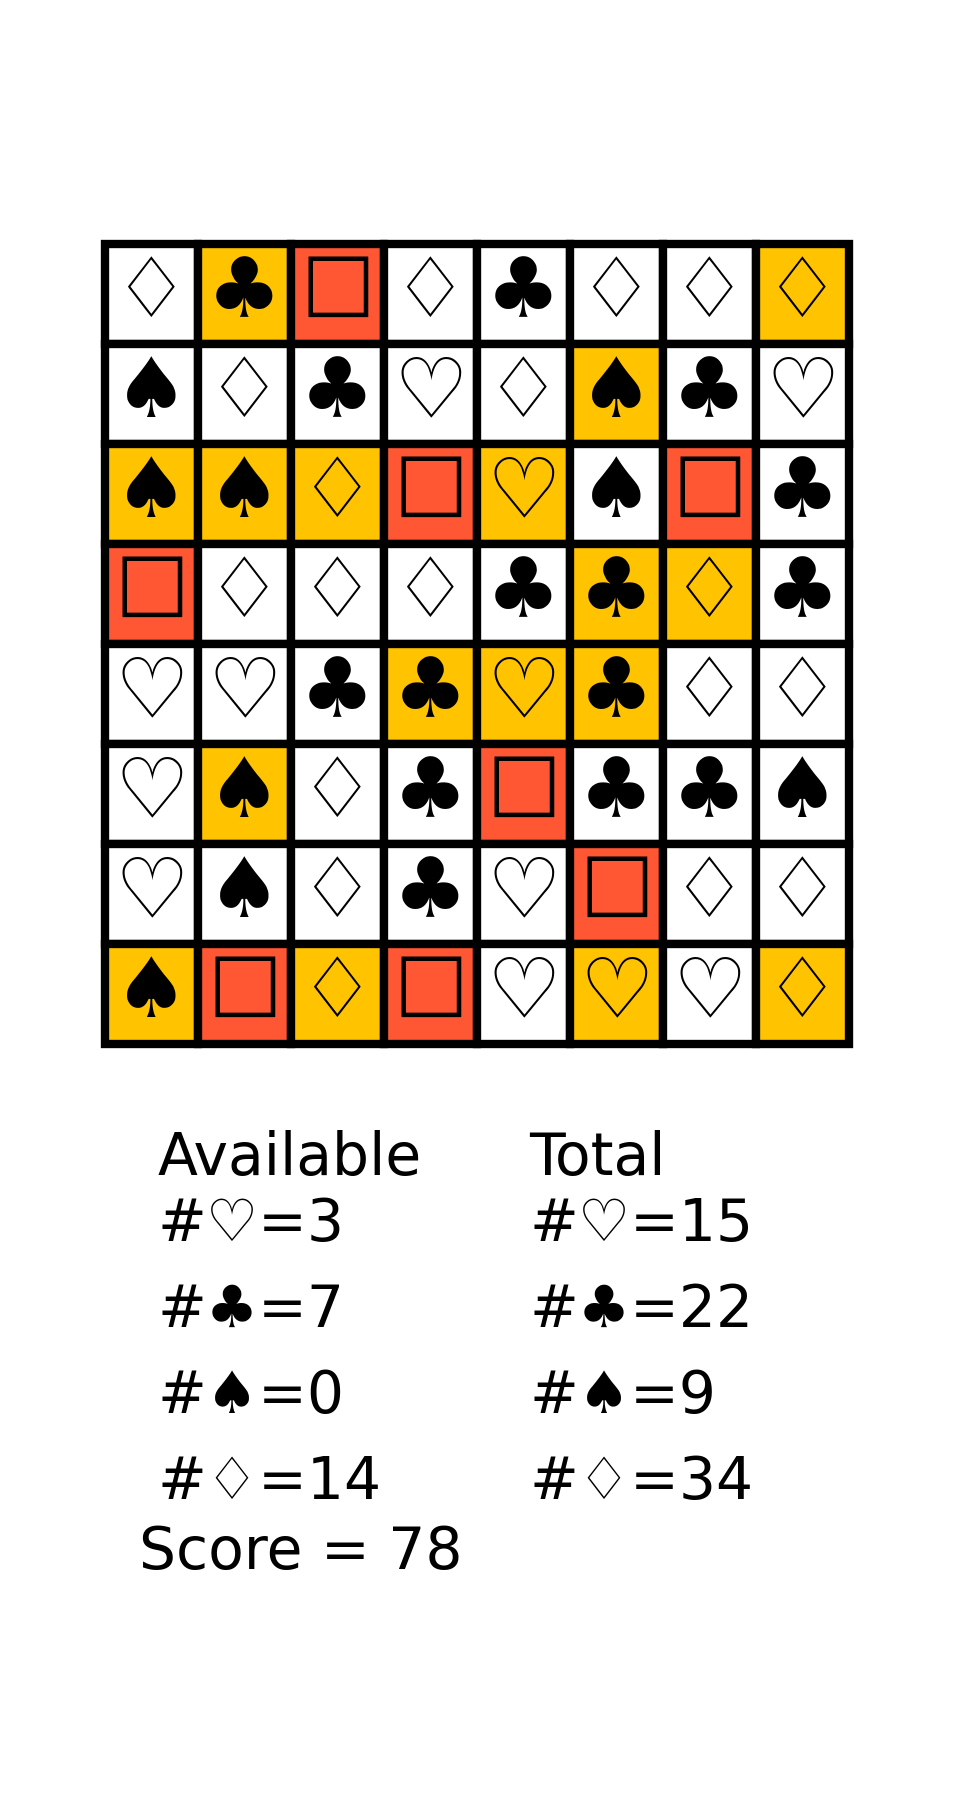 ♢ ♣ □ ♢ ♣ ♢ ♢ ♢
♠ ♢ ♣ ♡ ♢ ♠ ♣ ♡
♠ ♠ ♢ □ ♡ ♠ □ ♣
□ ♢ ♢ ♢ ♣ ♣ ♢ ♣
♡ ♡ ♣ ♣ ♡ ♣ ♢ ♢
♡ ♠ ♢ ♣ □ ♣ ♣ ♠
♡ ♠ ♢ ♣ ♡ □ ♢ ♢
♠ □ ♢ □ ♡ ♡ ♡ ♢
Available Total
#♡=3 #♡=15
#♣=7 #♣=22
#♠=0 #♠=9
#♢=14 #♢=34
Score = 78